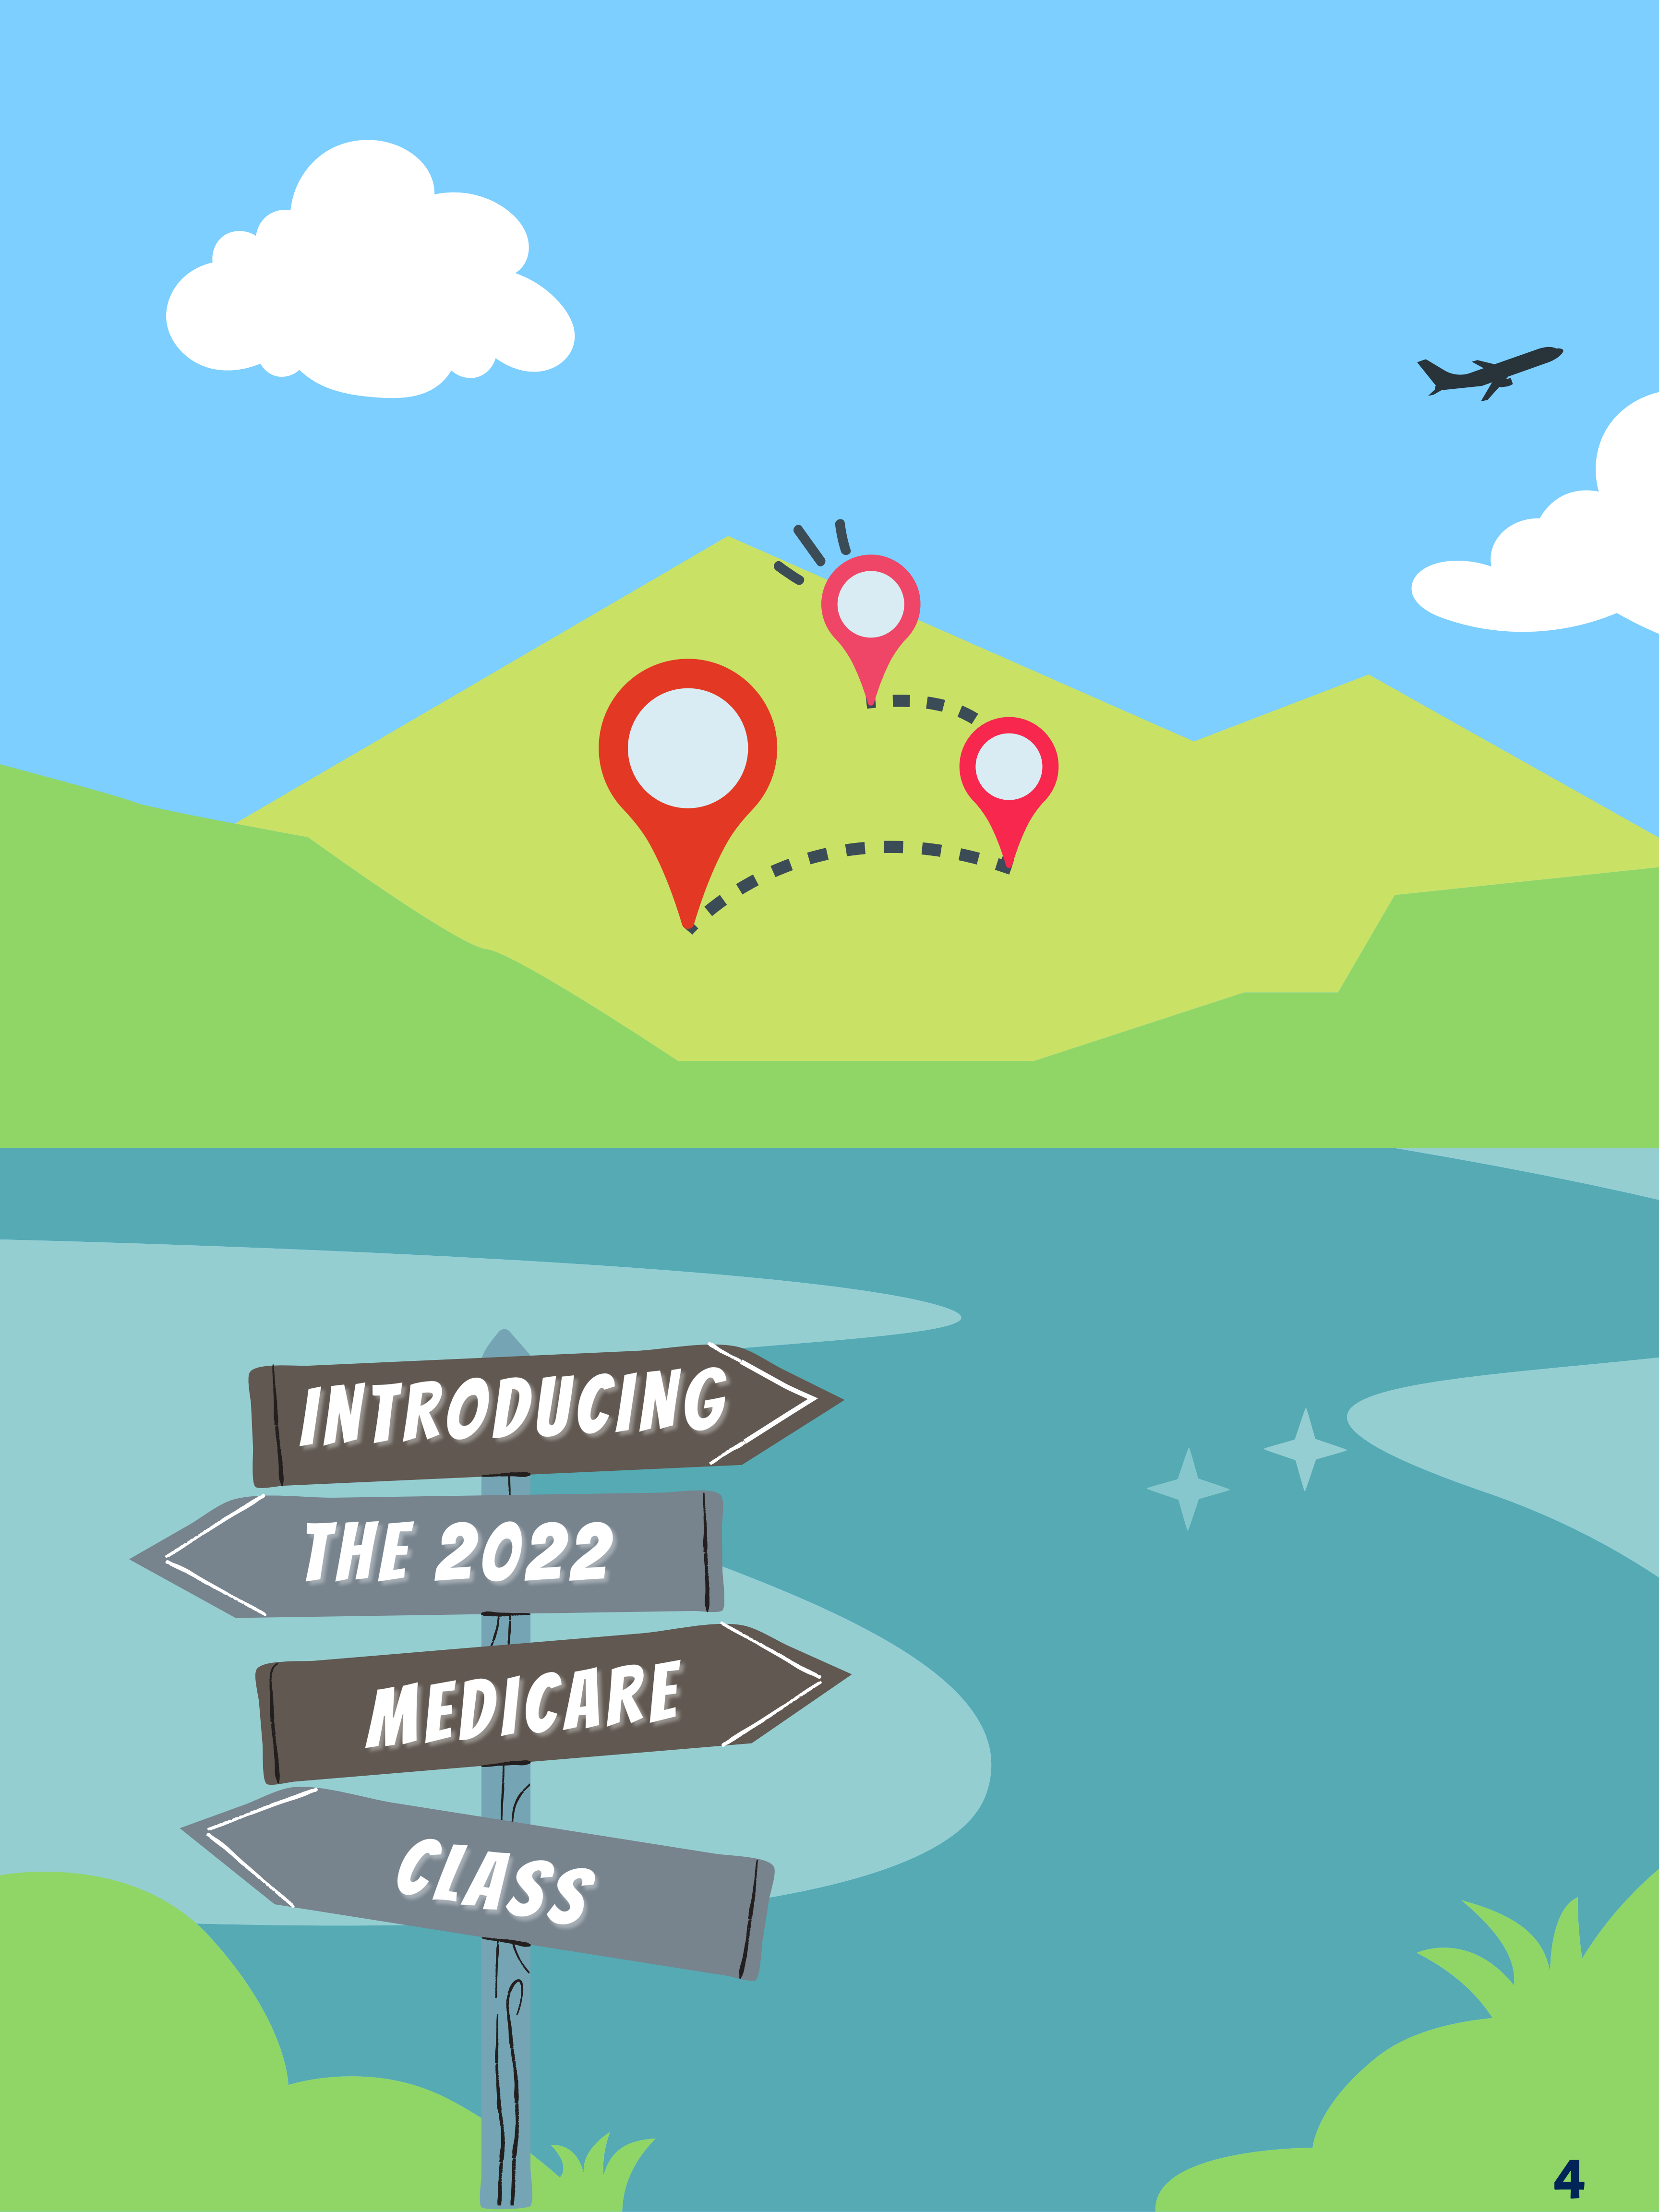 INTRODUCING
THE 2022
MEDICARE
CLASS
4